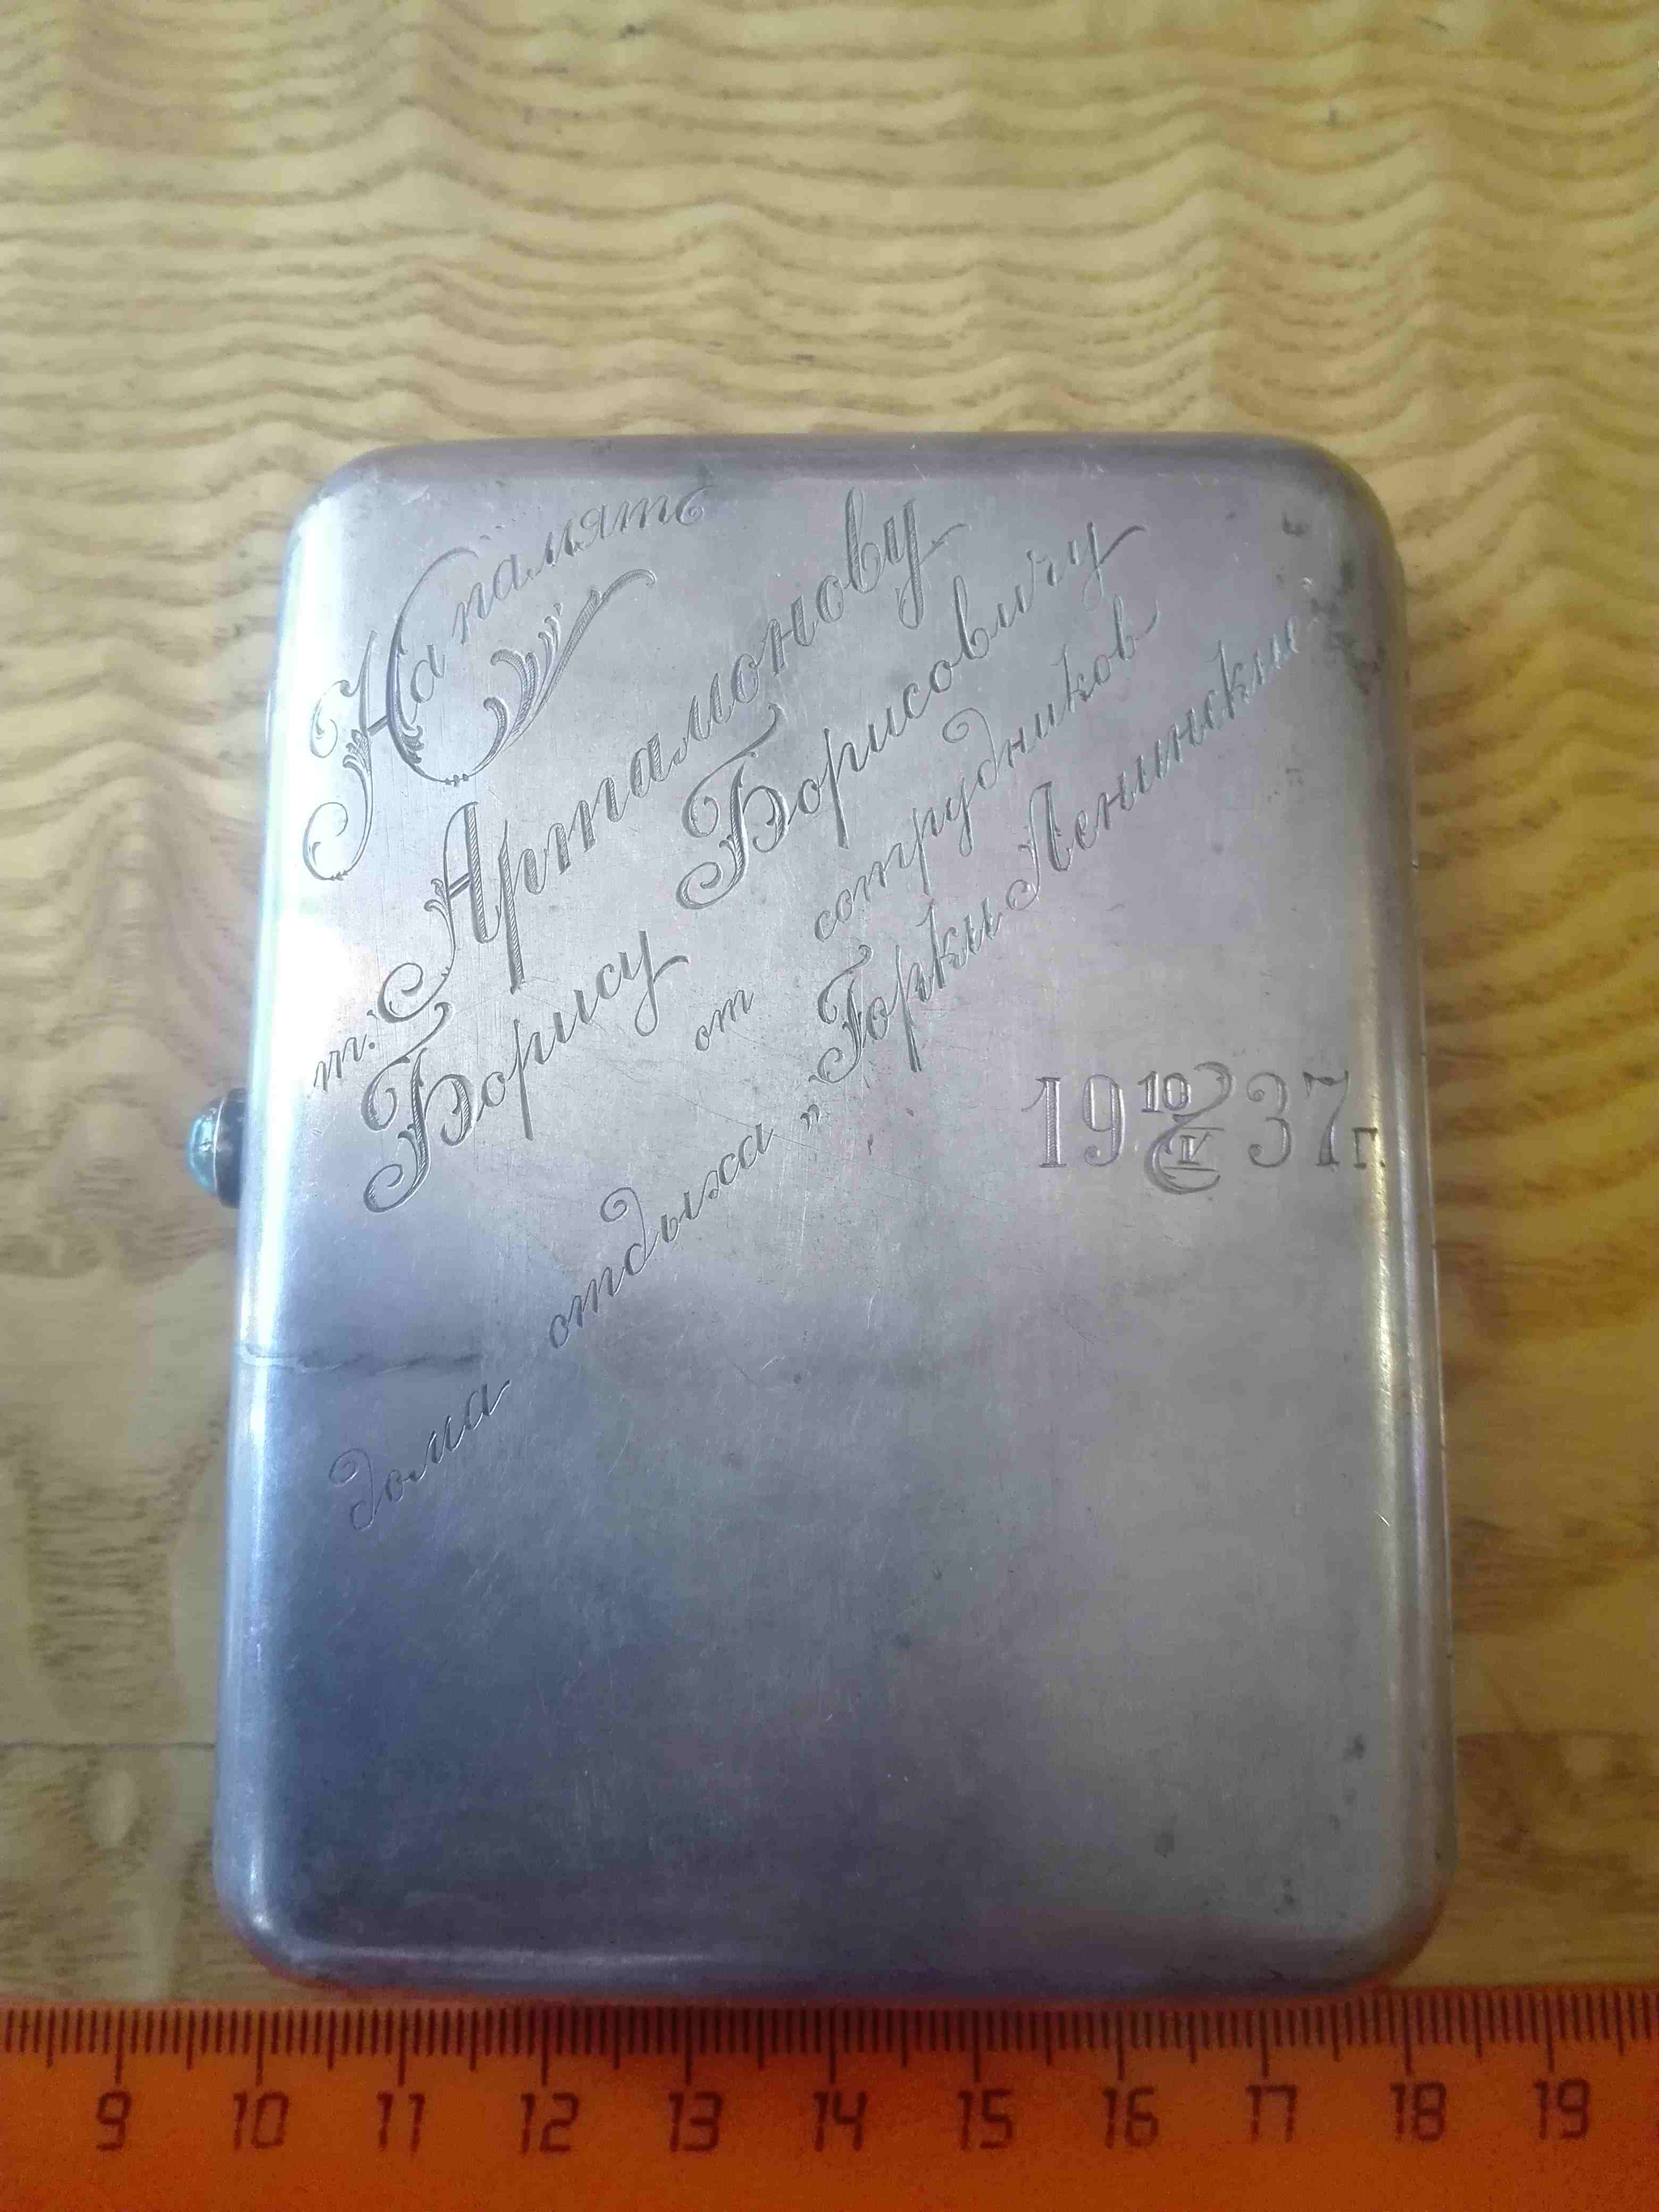 На память
т. Артамонову
Борису Борисовичу
от сотрудников
дома отдыха „Горки Ленинские"
19 10/IV 37 г.
9 10 11 12 13 14 15 16 17 18 19